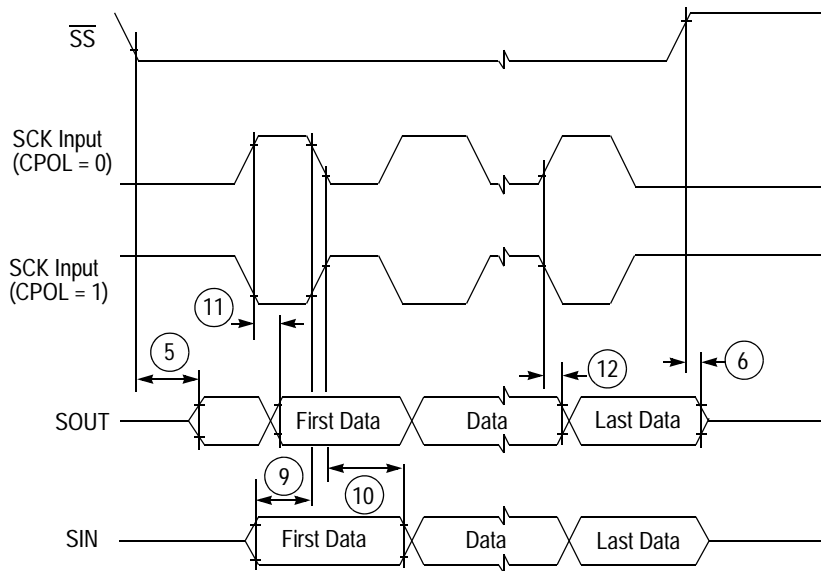 SS
SCK Input
(CPOL = 0)
SCK Input
(CPOL = 1)
11
5
12
6
SOUT
First Data
Data
Last Data
9
10
SIN
First Data
Data
Last Data